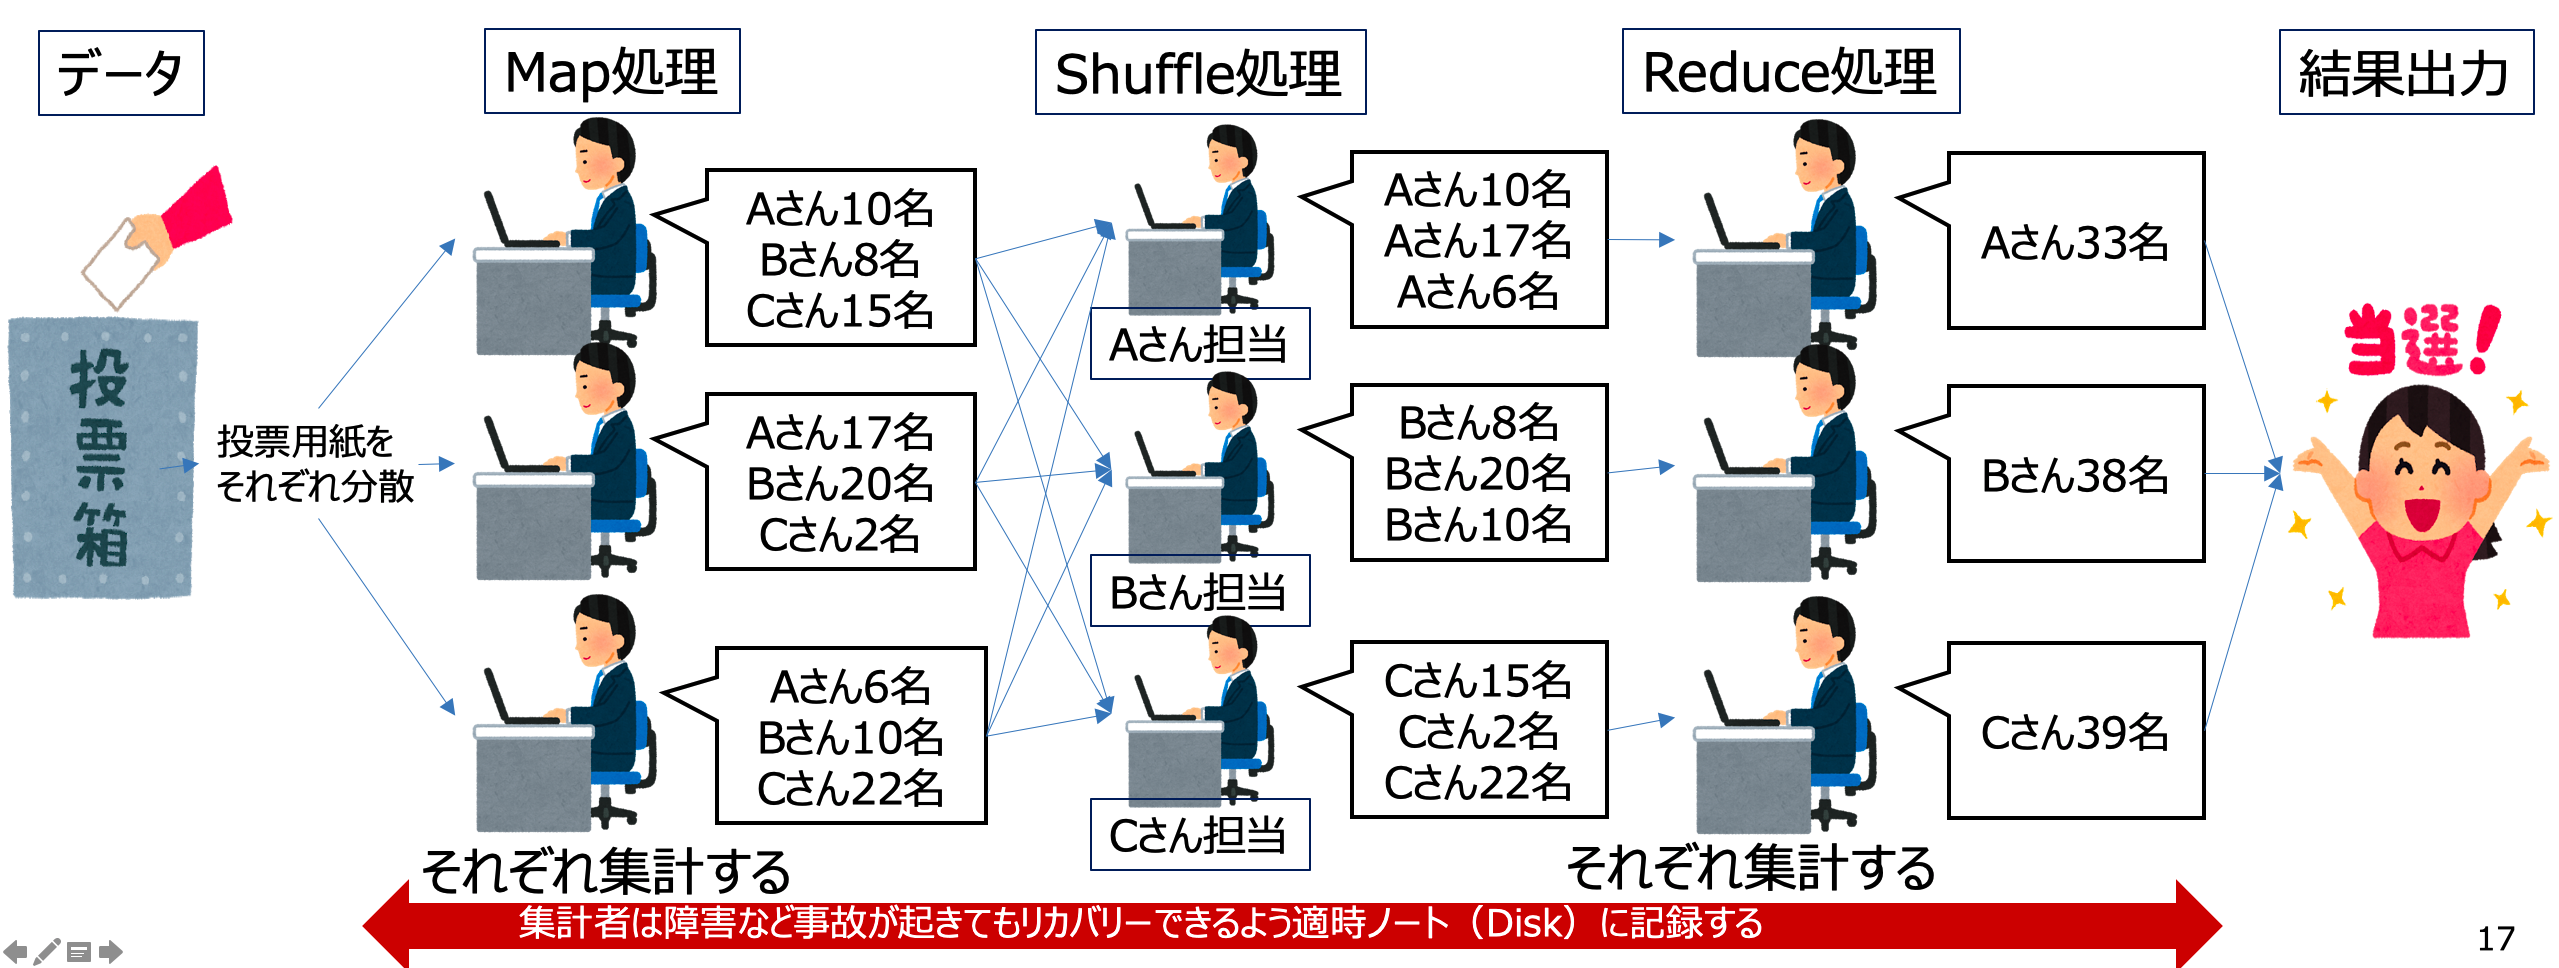 データ
Map処理
Shuffle処理
Reduce処理
結果出力
投票箱
投票用紙を
それぞれ分散
Aさん10名
Bさん8名
Cさん15名
Aさん17名
Bさん20名
Cさん2名
Aさん6名
Bさん10名
Cさん22名
それぞれ集計する
Aさん担当
Bさん担当
Cさん担当
Aさん10名
Aさん17名
Aさん6名
Bさん8名
Bさん20名
Bさん10名
Cさん15名
Cさん2名
Cさん22名
それぞれ集計する
Aさん33名
Bさん38名
Cさん39名
当選!
集計者は障害など事故が起きてもリカバリーできるよう適時ノート（Disk）に記録する
17